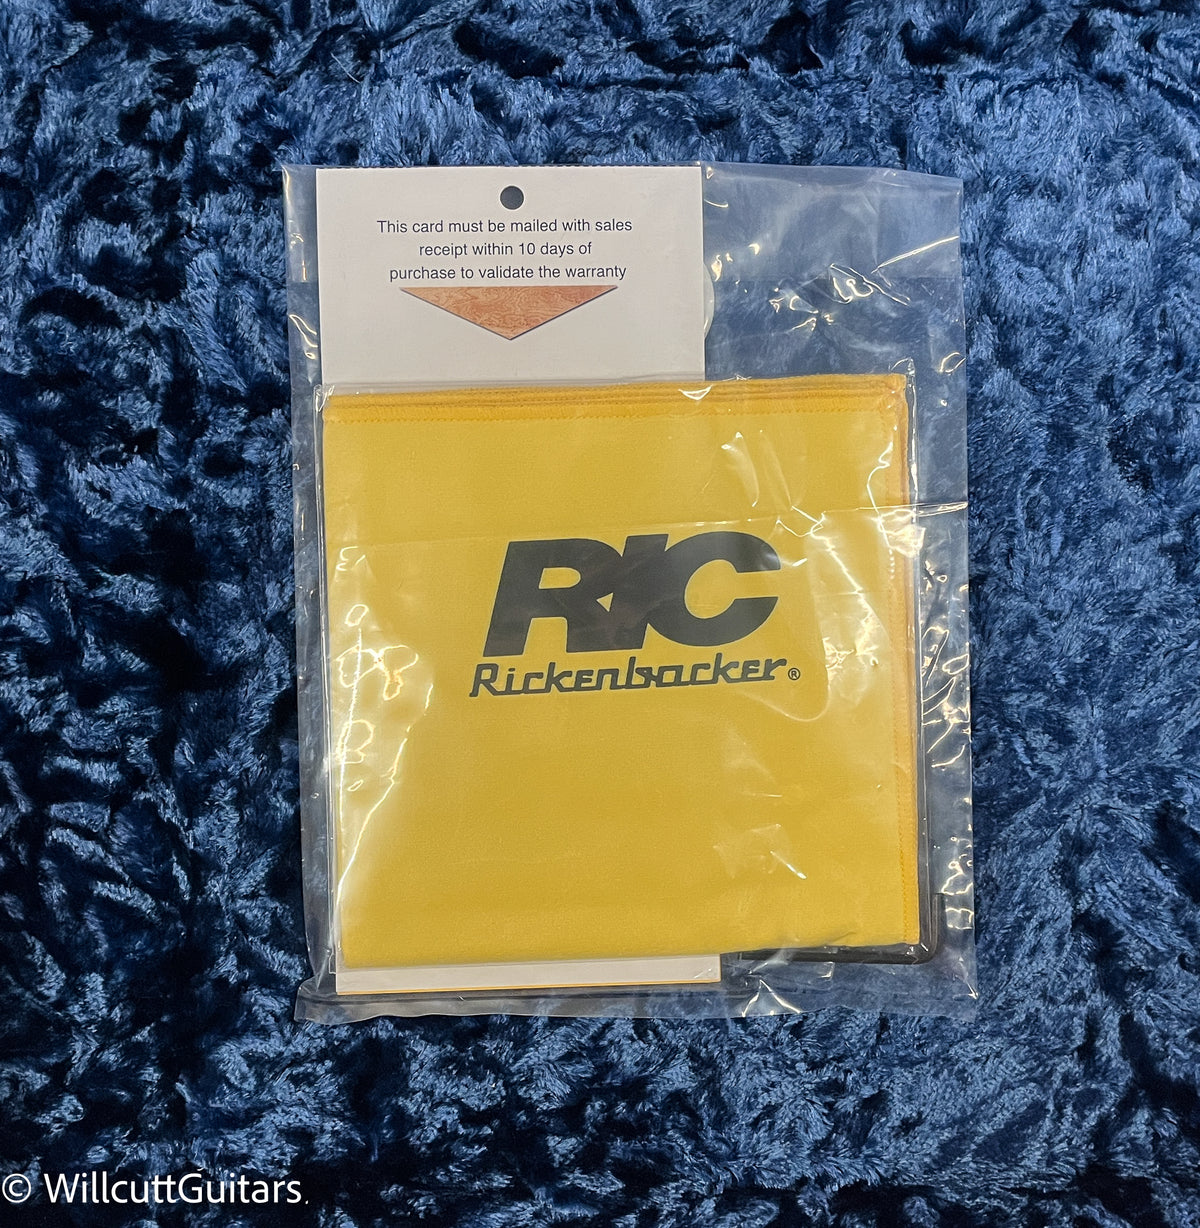 This card must be mailed with sales
receipt within 10 days of
purchase to validate the warranty
RIC
Rickenbacker®
© WillcuttGuitars